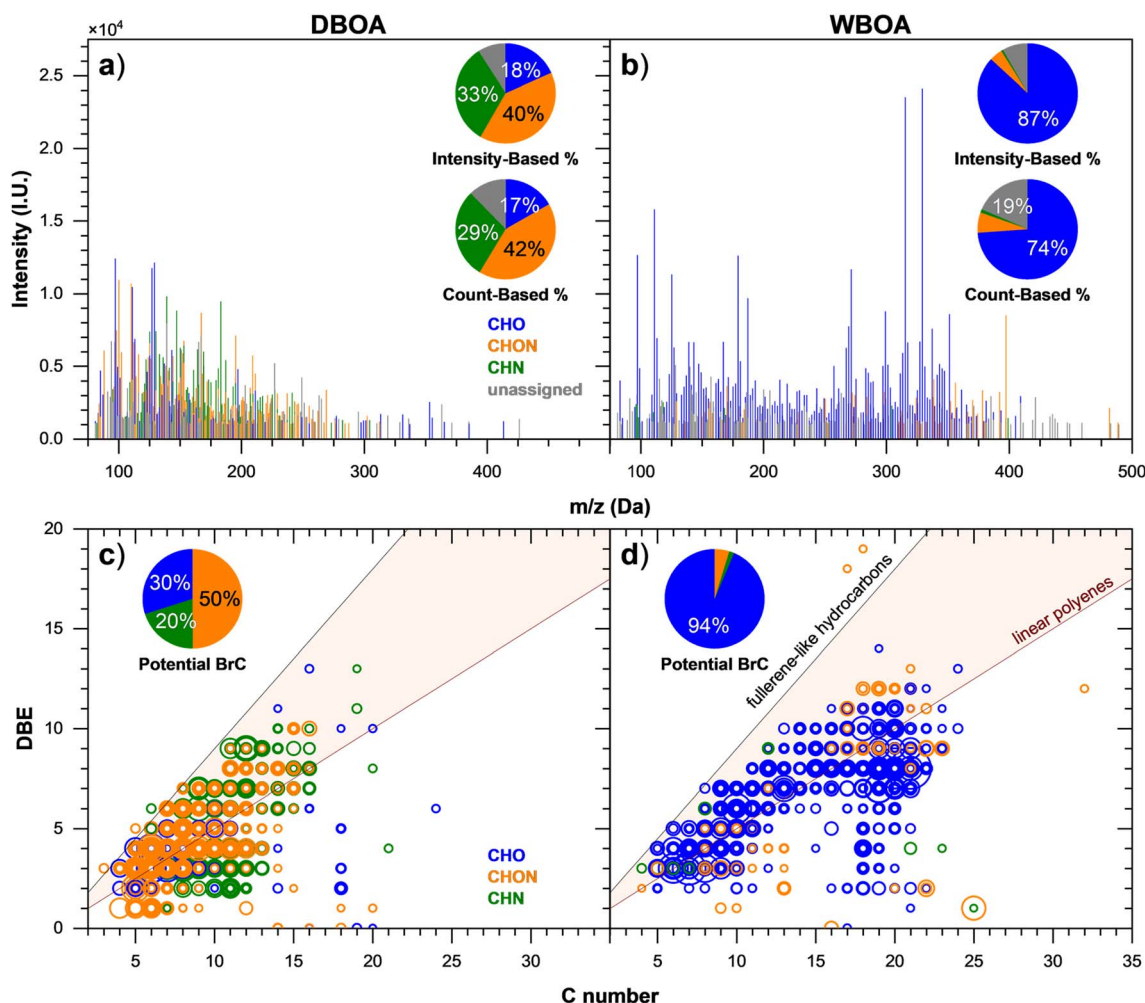 DBOA
WBOA
×10⁴
a)
b)
2.5
2.0
1.5
1.0
0.5
0.0
Intensity (I.U.)
18%
33%
40%
Intensity-Based %
17%
29%
42%
Count-Based %
CHO
CHON
CHN
unassigned
87%
Intensity-Based %
19%
74%
Count-Based %
100
200
300
400
100
200
300
400
500
m/z (Da)
20
15
10
5
0
DBE
c)
30%
50%
20%
Potential BrC
CHO
CHON
CHN
d)
94%
Potential BrC
fullerene-like hydrocarbons
linear polyenes
5
10
15
20
25
30
5
10
15
20
25
30
35
C number